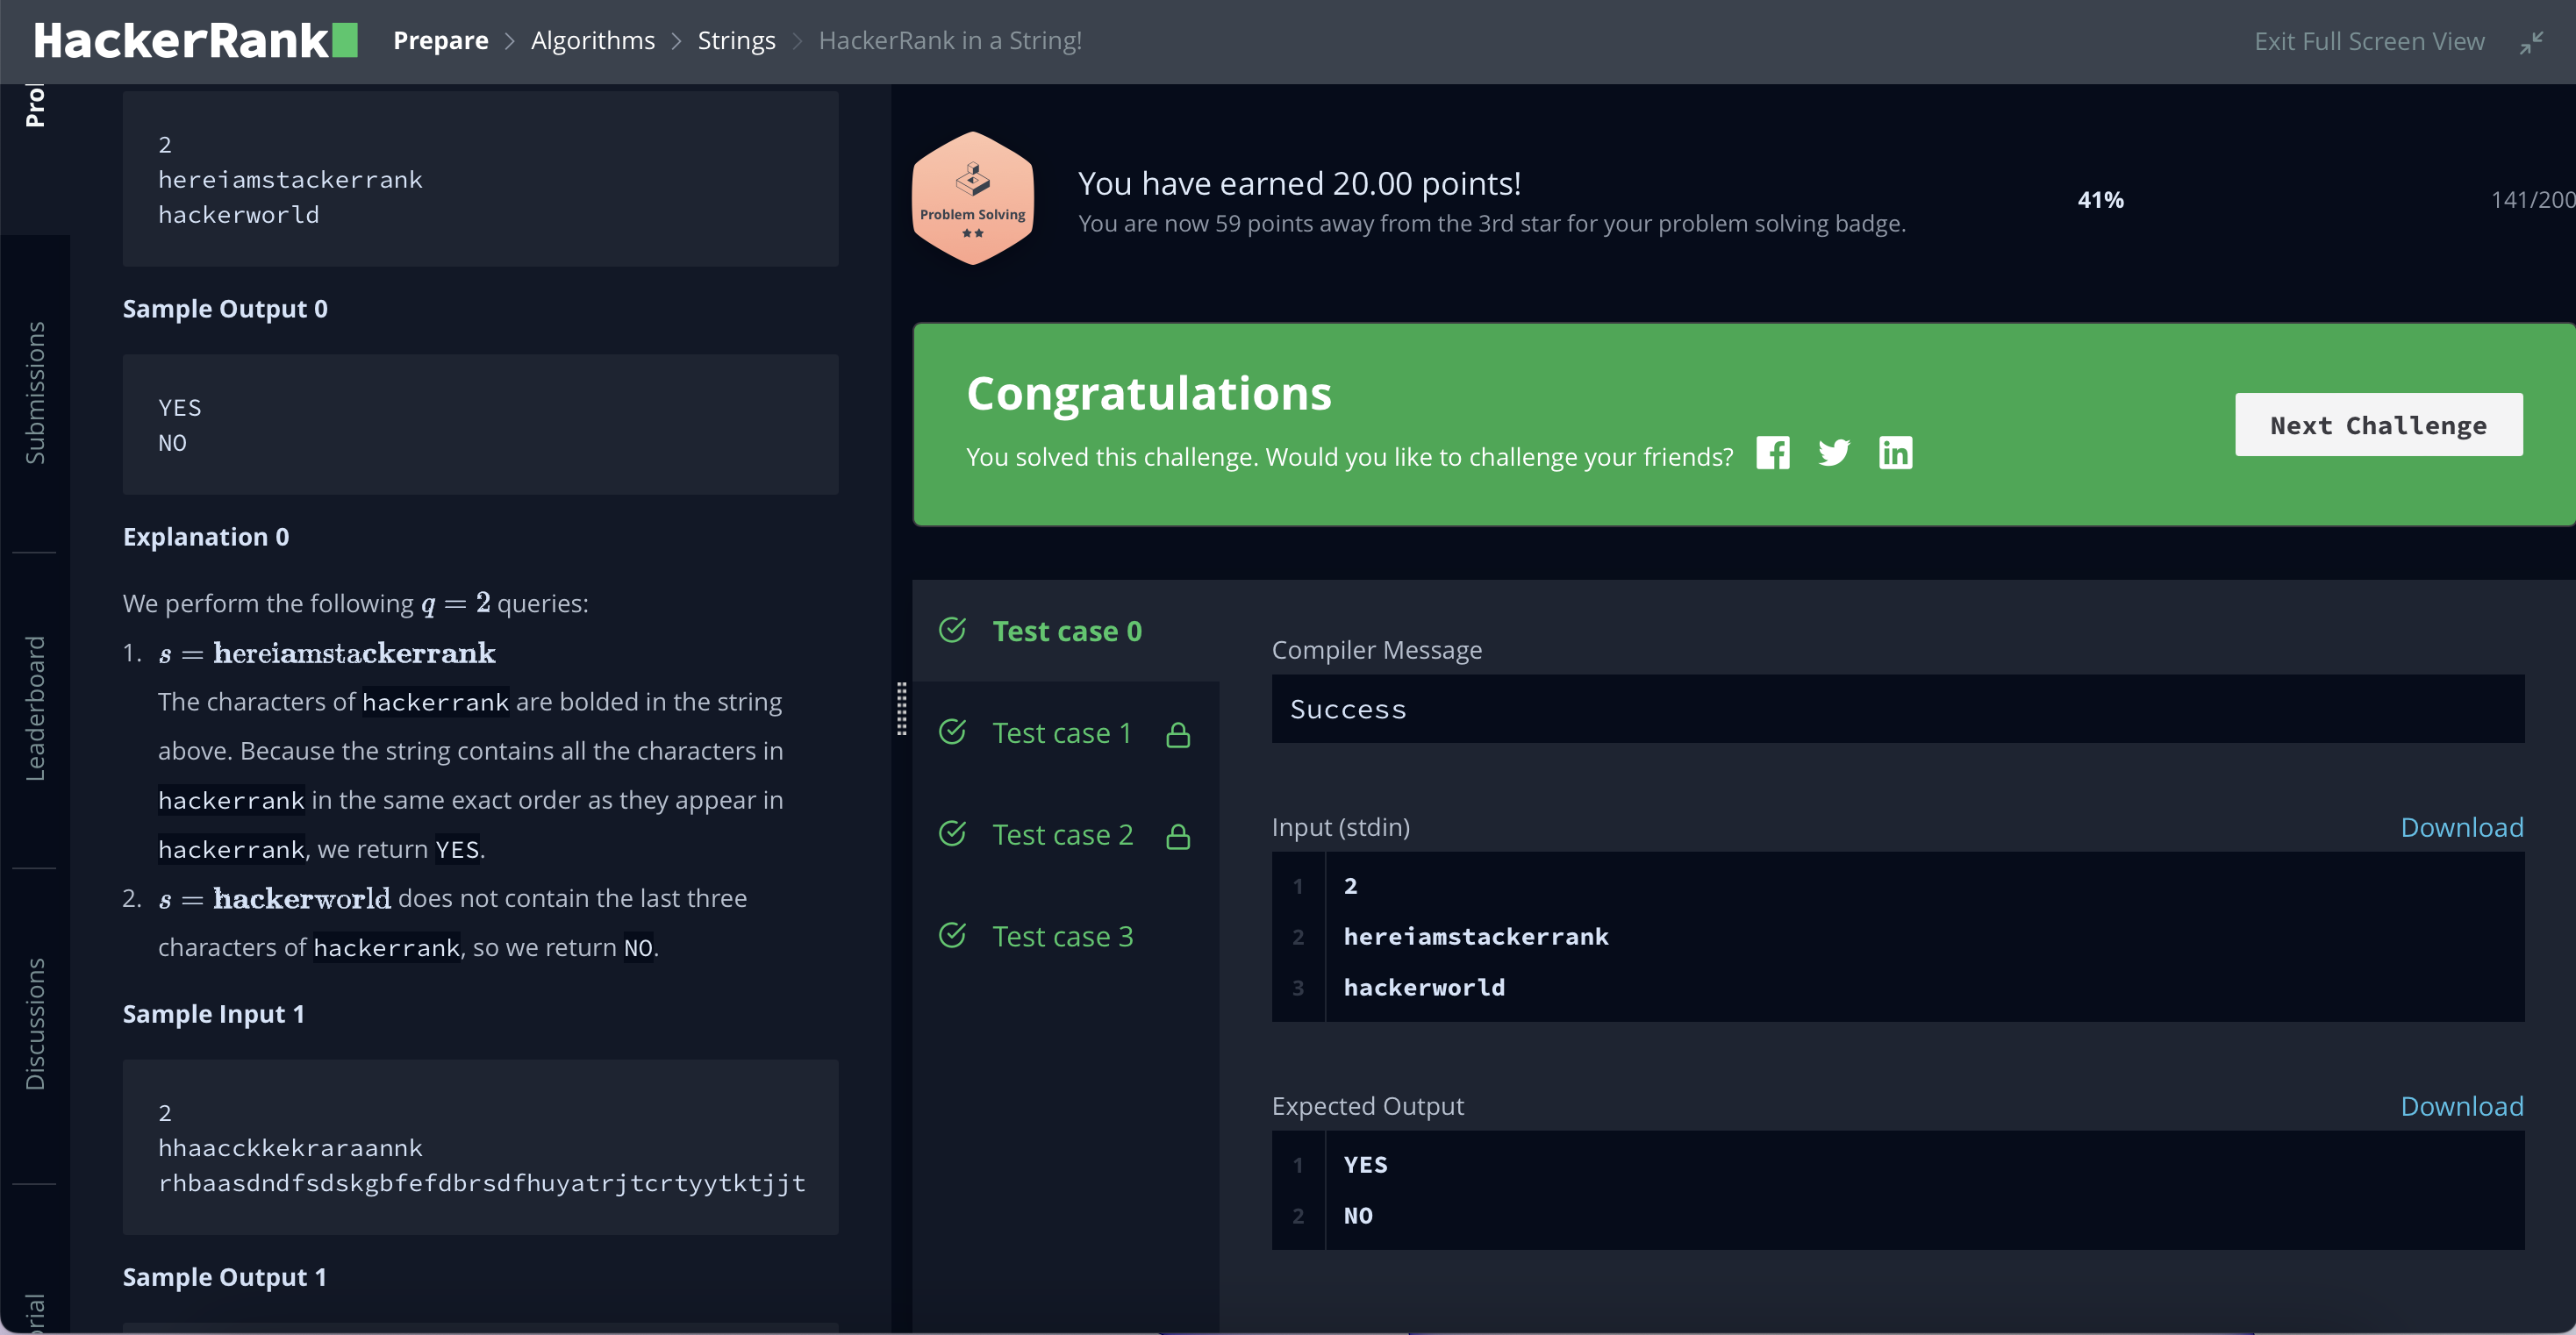 HackerRank Prepare > Algorithms > Strings > HackerRank in a String! Exit Full Screen View
Submissions
Leaderboard
Discussions
2
hereiamstackerrank
hackerworld
Sample Output 0
YES
NO
Explanation 0
We perform the following q = 2 queries:
1. s = hereiamstackerrank
The characters of hackerrank are bolded in the string
above. Because the string contains all the characters in
hackerrank in the same exact order as they appear in
hackerrank, we return YES.
2. s = hackerworld does not contain the last three
characters of hackerrank, so we return NO.
Sample Input 1
2
hhaacckkekraraannk
rhbaasdndfsdskgbfefdbrsdfhuyatrjtcrtyytktjjt
Sample Output 1
Problem Solving
You have earned 20.00 points!
You are now 59 points away from the 3rd star for your problem solving badge.
41%
141/200
Congratulations
You solved this challenge. Would you like to challenge your friends?
Next Challenge
Test case 0
Test case 1
Test case 2
Test case 3
Compiler Message
Success
Input (stdin) Download
1 2
2 hereiamstackerrank
3 hackerworld
Expected Output Download
1 YES
2 NO